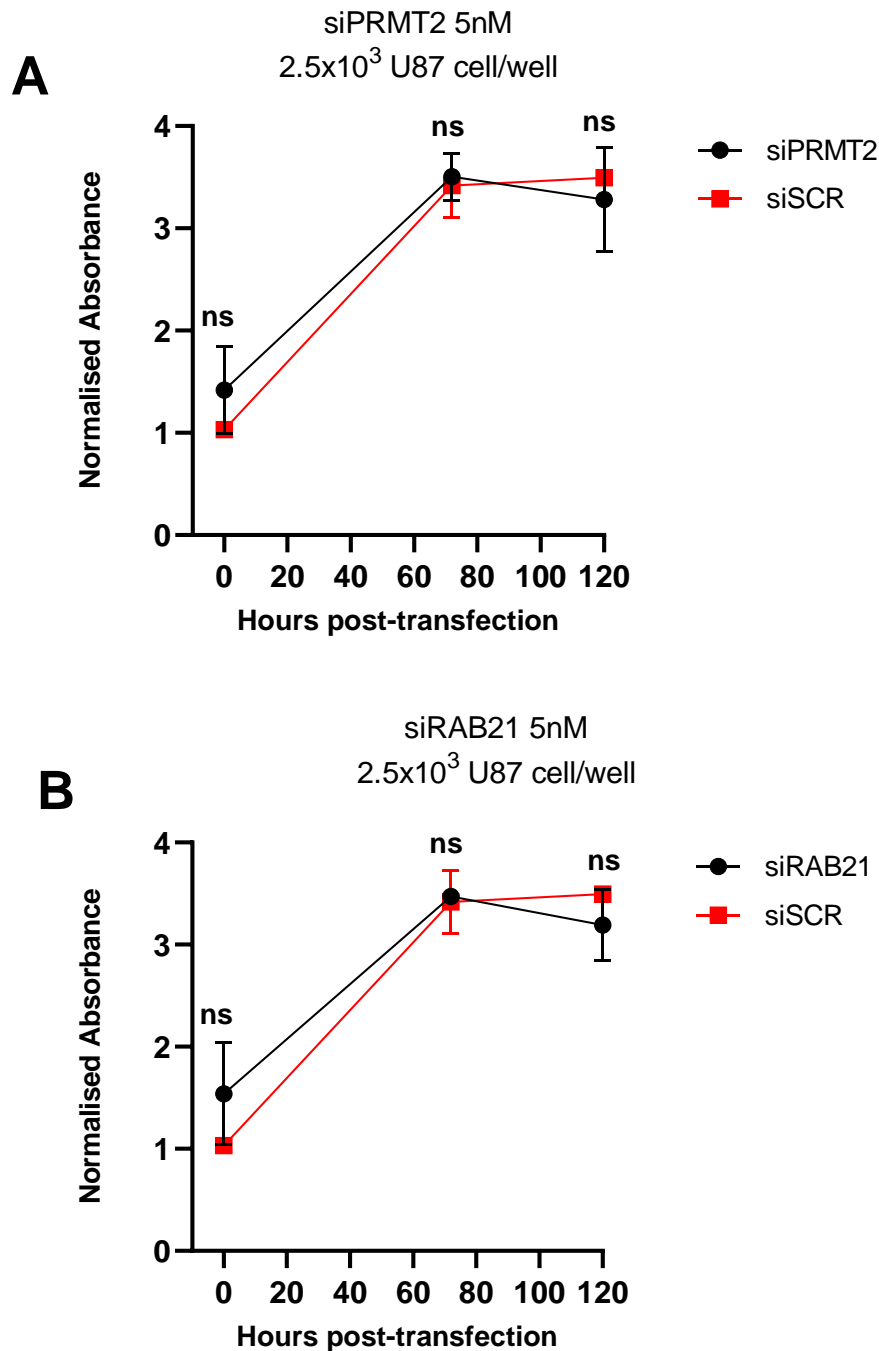 A
siPRMT2 5nM
2.5x10³ U87 cell/well
Normalised Absorbance
4
3
2
1
0
ns
ns
ns
0 20 40 60 80 100 120
Hours post-transfection
siPRMT2
siSCR
B
siRAB21 5nM
2.5x10³ U87 cell/well
Normalised Absorbance
4
3
2
1
0
ns
ns
ns
0 20 40 60 80 100 120
Hours post-transfection
siRAB21
siSCR